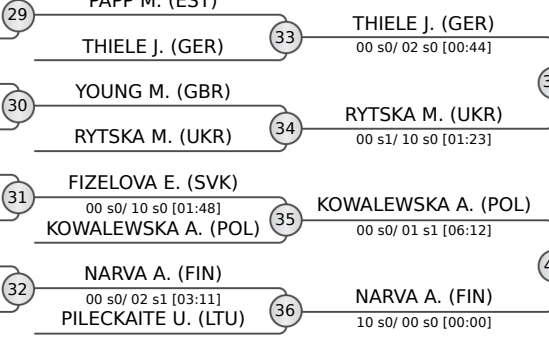 29
PAPP M. (EST)
THIELE J. (GER)
33
THIELE J. (GER)
00 s0/ 02 s0 [00:44]
30
YOUNG M. (GBR)
RYTSKA M. (UKR)
34
RYTSKA M. (UKR)
00 s1/ 10 s0 [01:23]
31
FIZELOVA E. (SVK)
00 s0/ 10 s0 [01:48]
KOWALEWSKA A. (POL)
35
KOWALEWSKA A. (POL)
00 s0/ 01 s1 [06:12]
32
NARVA A. (FIN)
00 s0/ 02 s1 [03:11]
PILECKAITE U. (LTU)
36
NARVA A. (FIN)
10 s0/ 00 s0 [00:00]